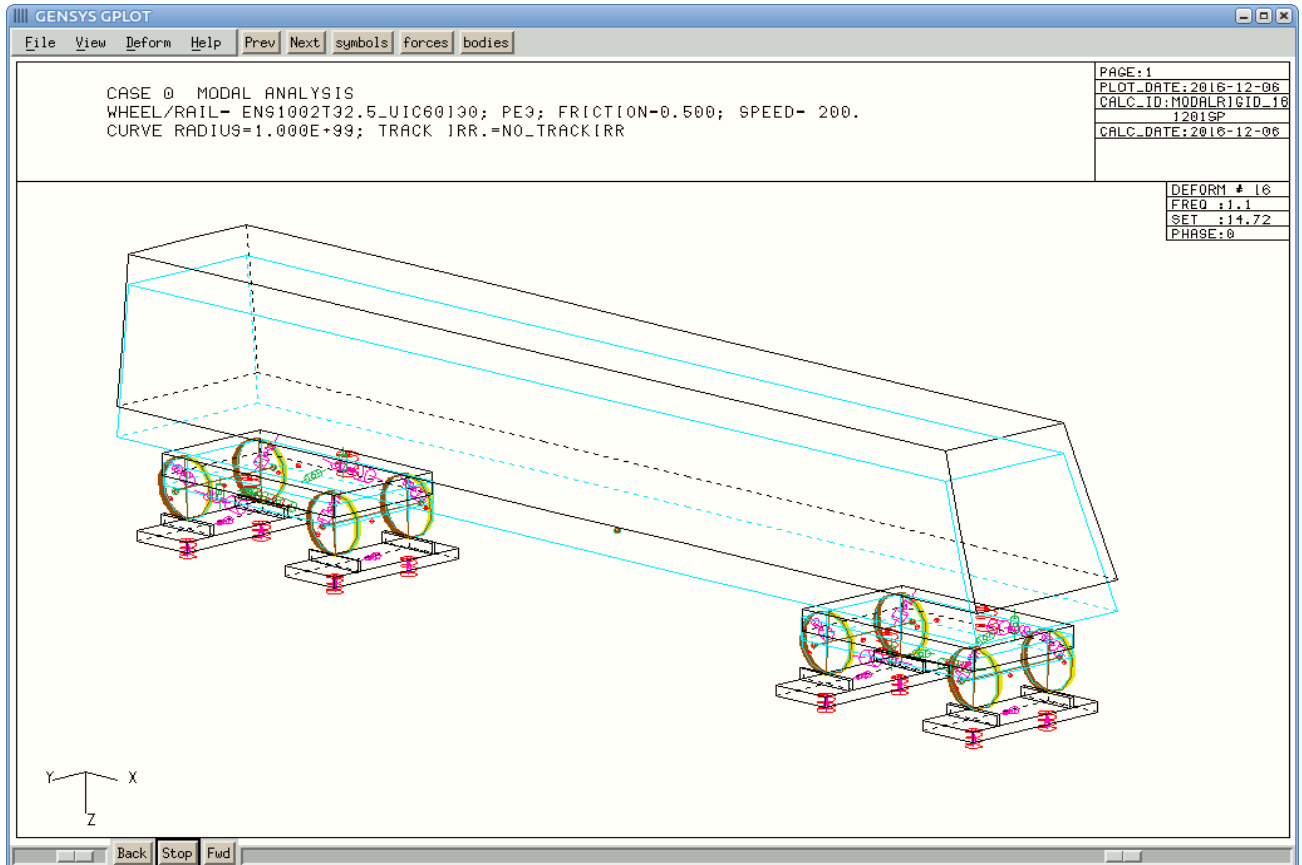 GENSYS GPLOT
File View Deform Help Prev Next symbols forces bodies
CASE 0 MODAL ANALYSIS
WHEEL/RAIL- ENS1002T32.5_UIC60I30; PE3; FRICTION-0.500; SPEED- 200.
CURVE RADIUS=1.000E+99; TRACK IRR.=NO_TRACKIRR
PAGE:1
PLOT_DATE:2016-12-06
CALC_ID:MODALRIGID_16
1201SP
CALC_DATE:2016-12-06
DEFORM # 16
FREQ :1.1
SET :14.72
PHASE:0
Y X
Z
Back Stop Fwd